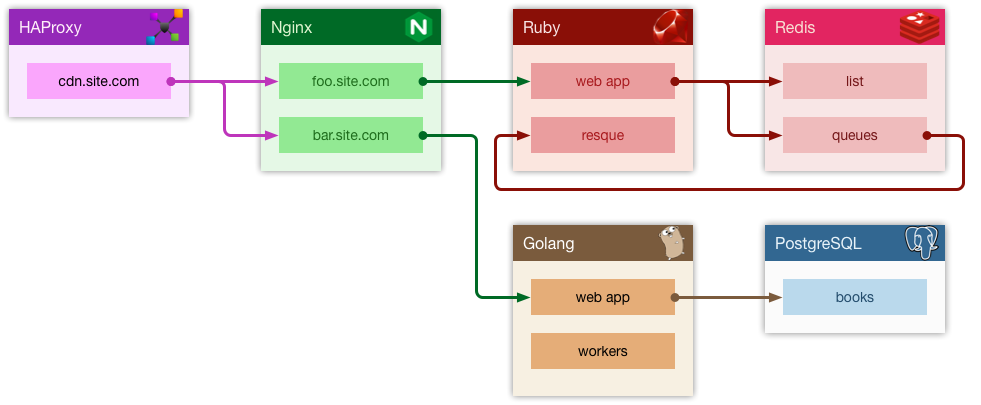 HAProxy
cdn.site.com
Nginx
foo.site.com
bar.site.com
Ruby
web app
resque
Redis
list
queues
Golang
web app
workers
PostgreSQL
books